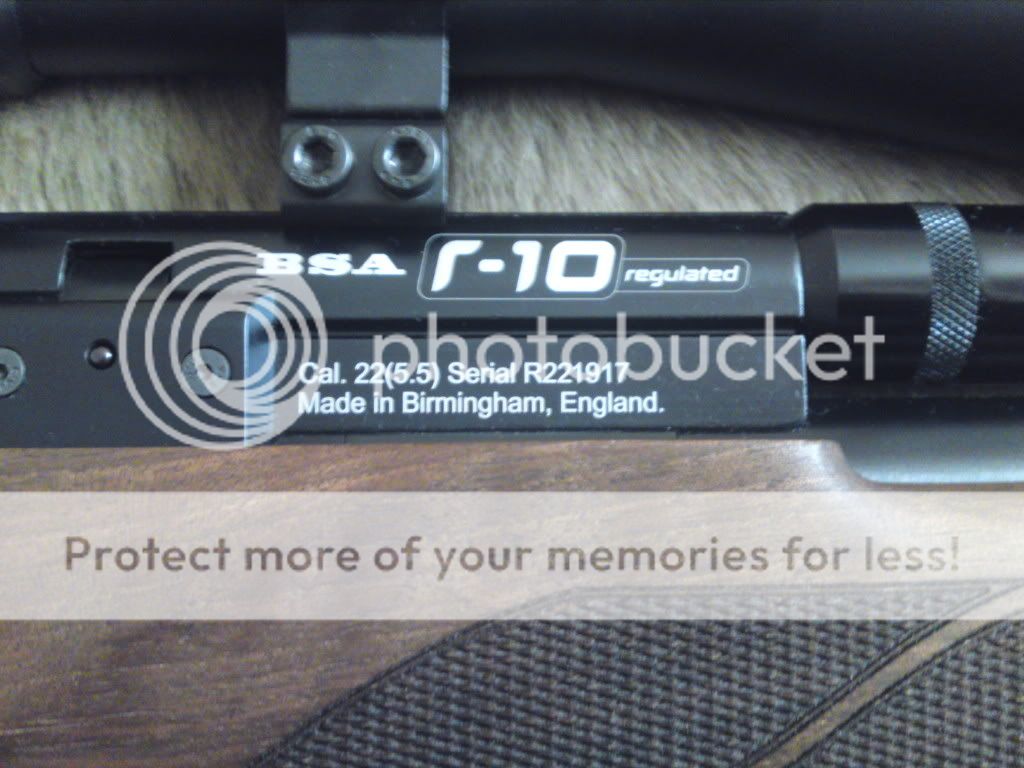 BSA r-10 regulated
photobucket
Cal. 22(5.5) Serial R221917
Made in Birmingham, England.
Protect more of your memories for less!